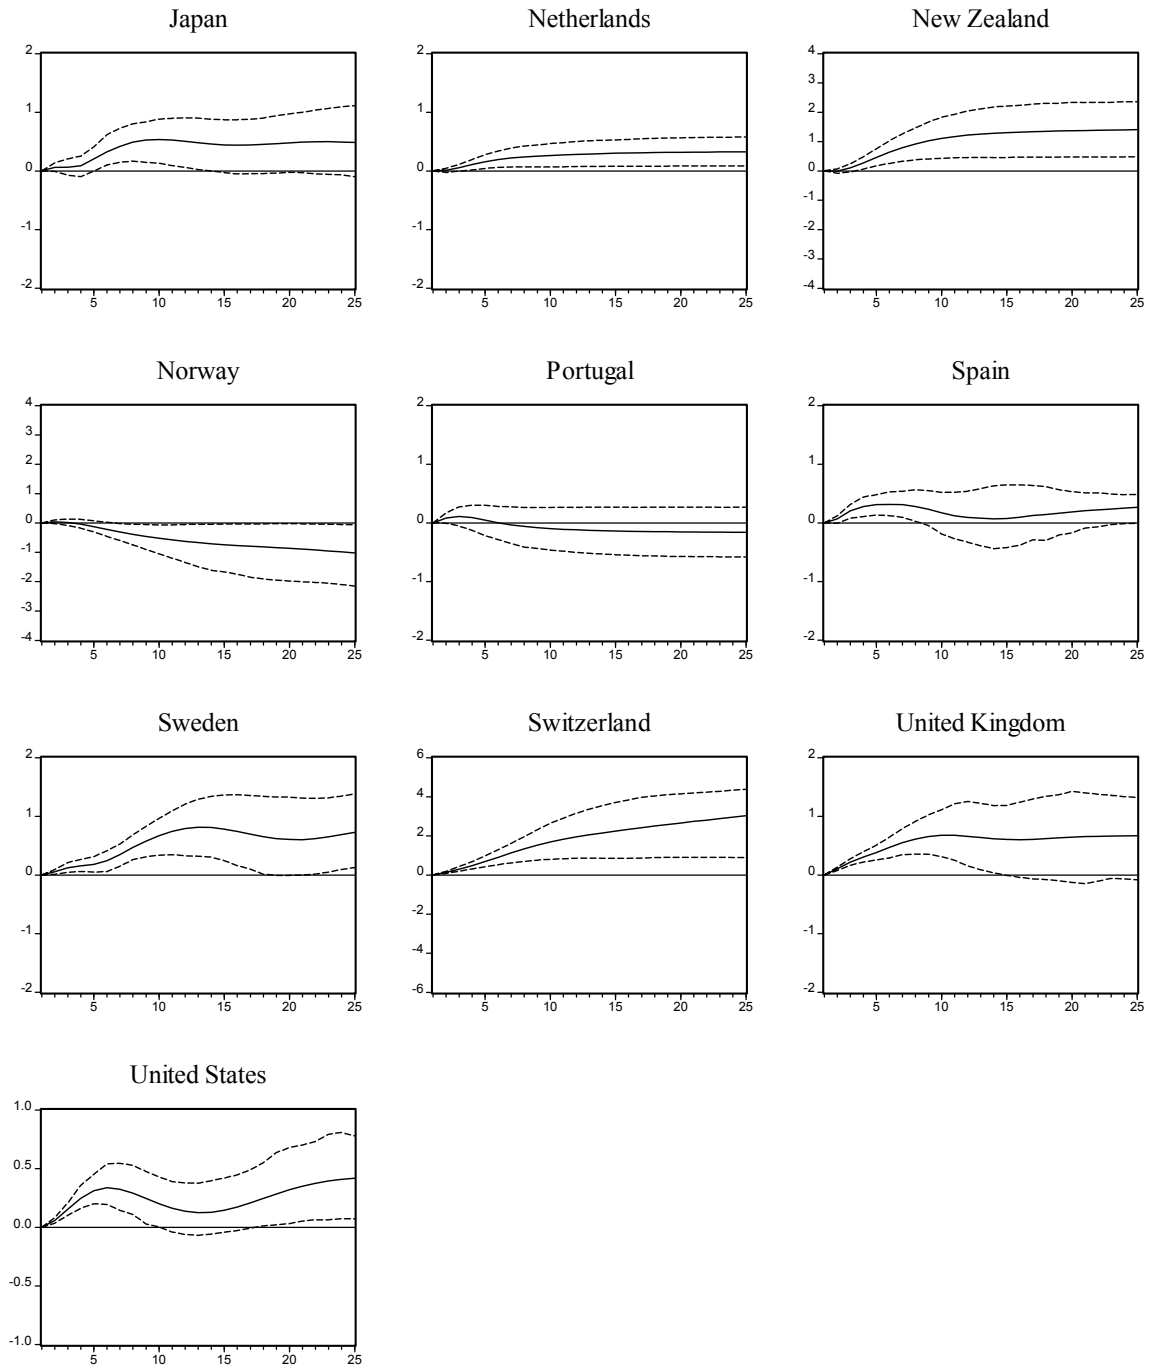 Japan Netherlands New Zealand
2 2 4
3
1 1 2
1
0 0 0
-1
-1 -1 -2
-3
-2 -2 -4
5 10 15 20 25 5 10 15 20 25 5 10 15 20 25
Norway Portugal Spain
4 2 2
3
2 1 1
1
0 0 0
-1
-2 -1 -1
-3
-4 -2 -2
5 10 15 20 25 5 10 15 20 25 5 10 15 20 25
Sweden Switzerland United Kingdom
2 6 2
4
1 1
2
0 0 0
-2
-1 -1
-4
-2 -6 -2
5 10 15 20 25 5 10 15 20 25 5 10 15 20 25
United States
1.0
0.5
0.0
-0.5
-1.0
5 10 15 20 25